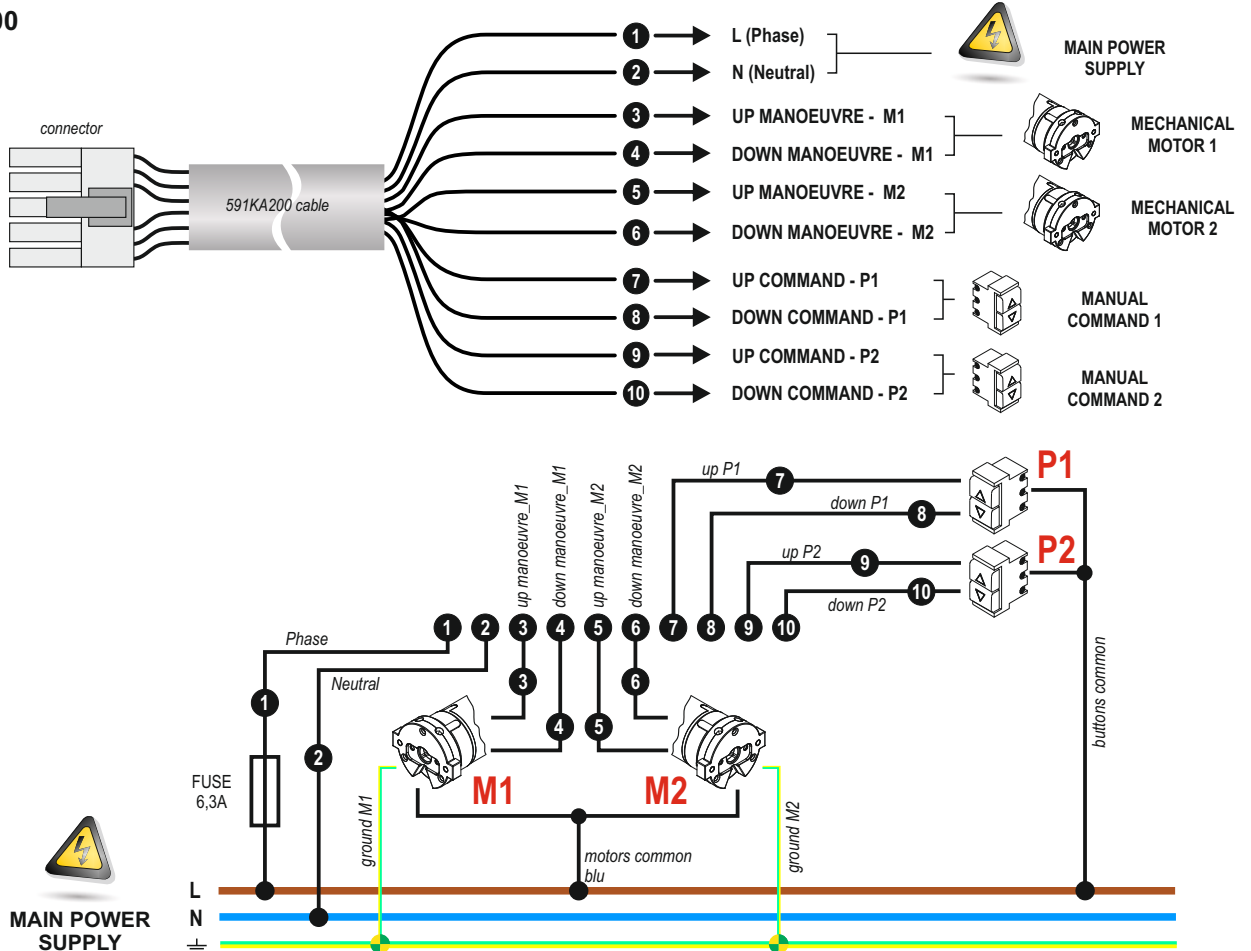 00
connector
591KA200 cable
1 L (Phase)
2 N (Neutral)
MAIN POWER
SUPPLY
3 UP MANOEUVRE - M1
4 DOWN MANOEUVRE - M1
MECHANICAL
MOTOR 1
5 UP MANOEUVRE - M2
6 DOWN MANOEUVRE - M2
MECHANICAL
MOTOR 2
7 UP COMMAND - P1
8 DOWN COMMAND - P1
MANUAL
COMMAND 1
9 UP COMMAND - P2
10 DOWN COMMAND - P2
MANUAL
COMMAND 2
up manoeuvre_M1
down manoeuvre_M1
up manoeuvre_M2
down manoeuvre_M2
up P1 7
down P1 8
P1
up P2 9
down P2 10
P2
1 2 3 4 5 6 7 8 9 10
Phase
Neutral
1
2
3
4
5
6
FUSE
6,3A
M1
M2
ground M1
ground M2
motors common
blu
buttons common
L
N
MAIN POWER
SUPPLY